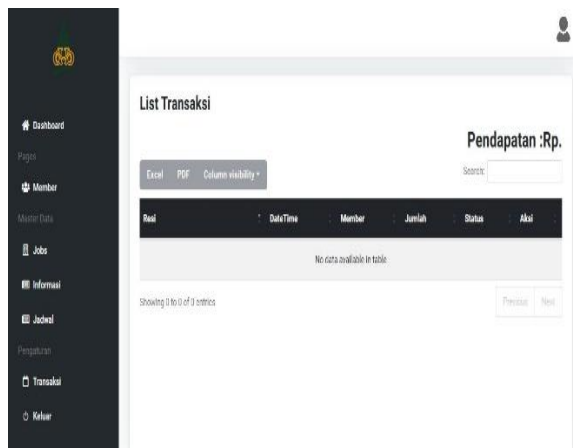 Dashboard
Pages
Member
Master Data
Jobs
Informasi
Jadwal
Pengaturan
Transaksi
Keluar
List Transaksi
Pendapatan :Rp.
Excel PDF Column visibility
Search:
Resi DateTime Member Jumlah Status Aksi
No data available in table
Showing 0 to 0 of 0 entries
Previous Next